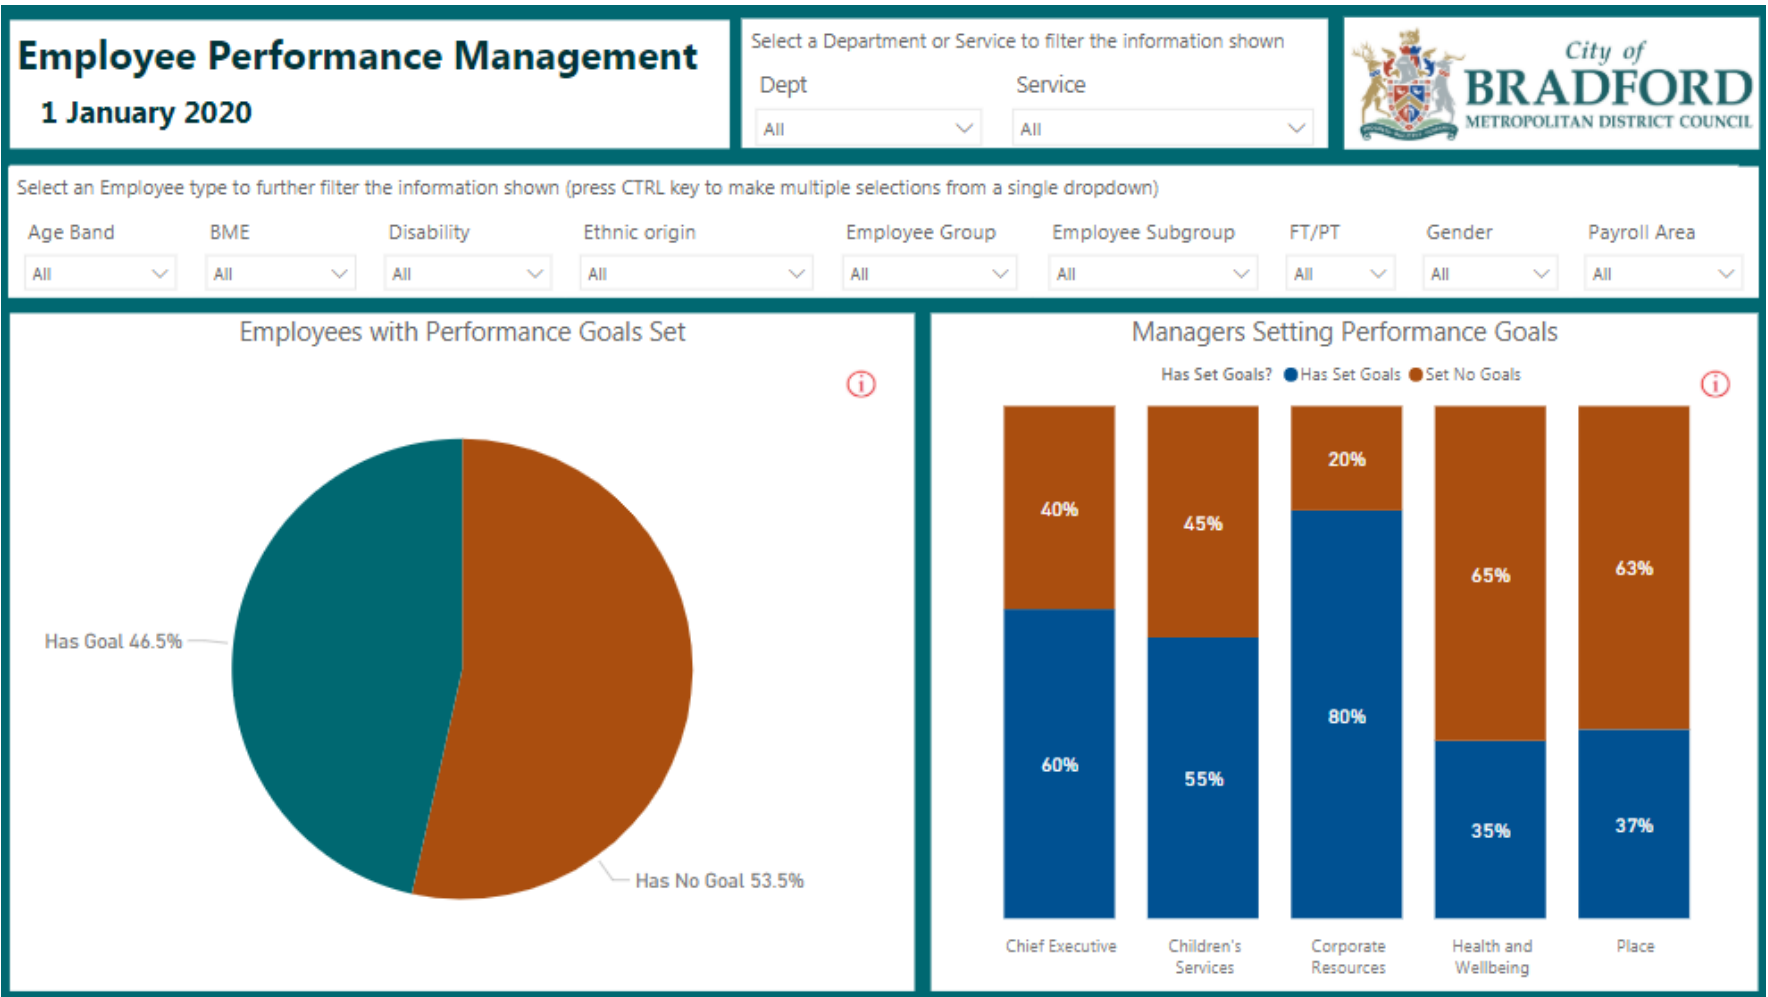 Employee Performance Management
1 January 2020
Select a Department or Service to filter the information shown
Dept
Service
All
All
City of
BRADFORD
METROPOLITAN DISTRICT COUNCIL
Select an Employee type to further filter the information shown (press CTRL key to make multiple selections from a single dropdown)
Age Band
BME
Disability
Ethnic origin
Employee Group
Employee Subgroup
FT/PT
Gender
Payroll Area
All
All
All
All
All
All
All
All
All
Employees with Performance Goals Set
Has Goal 46.5%
Has No Goal 53.5%
Managers Setting Performance Goals
Has Set Goals? Has Set Goals Set No Goals
40%
45%
20%
65%
63%
60%
55%
80%
35%
37%
Chief Executive
Children's
Services
Corporate
Resources
Health and
Wellbeing
Place